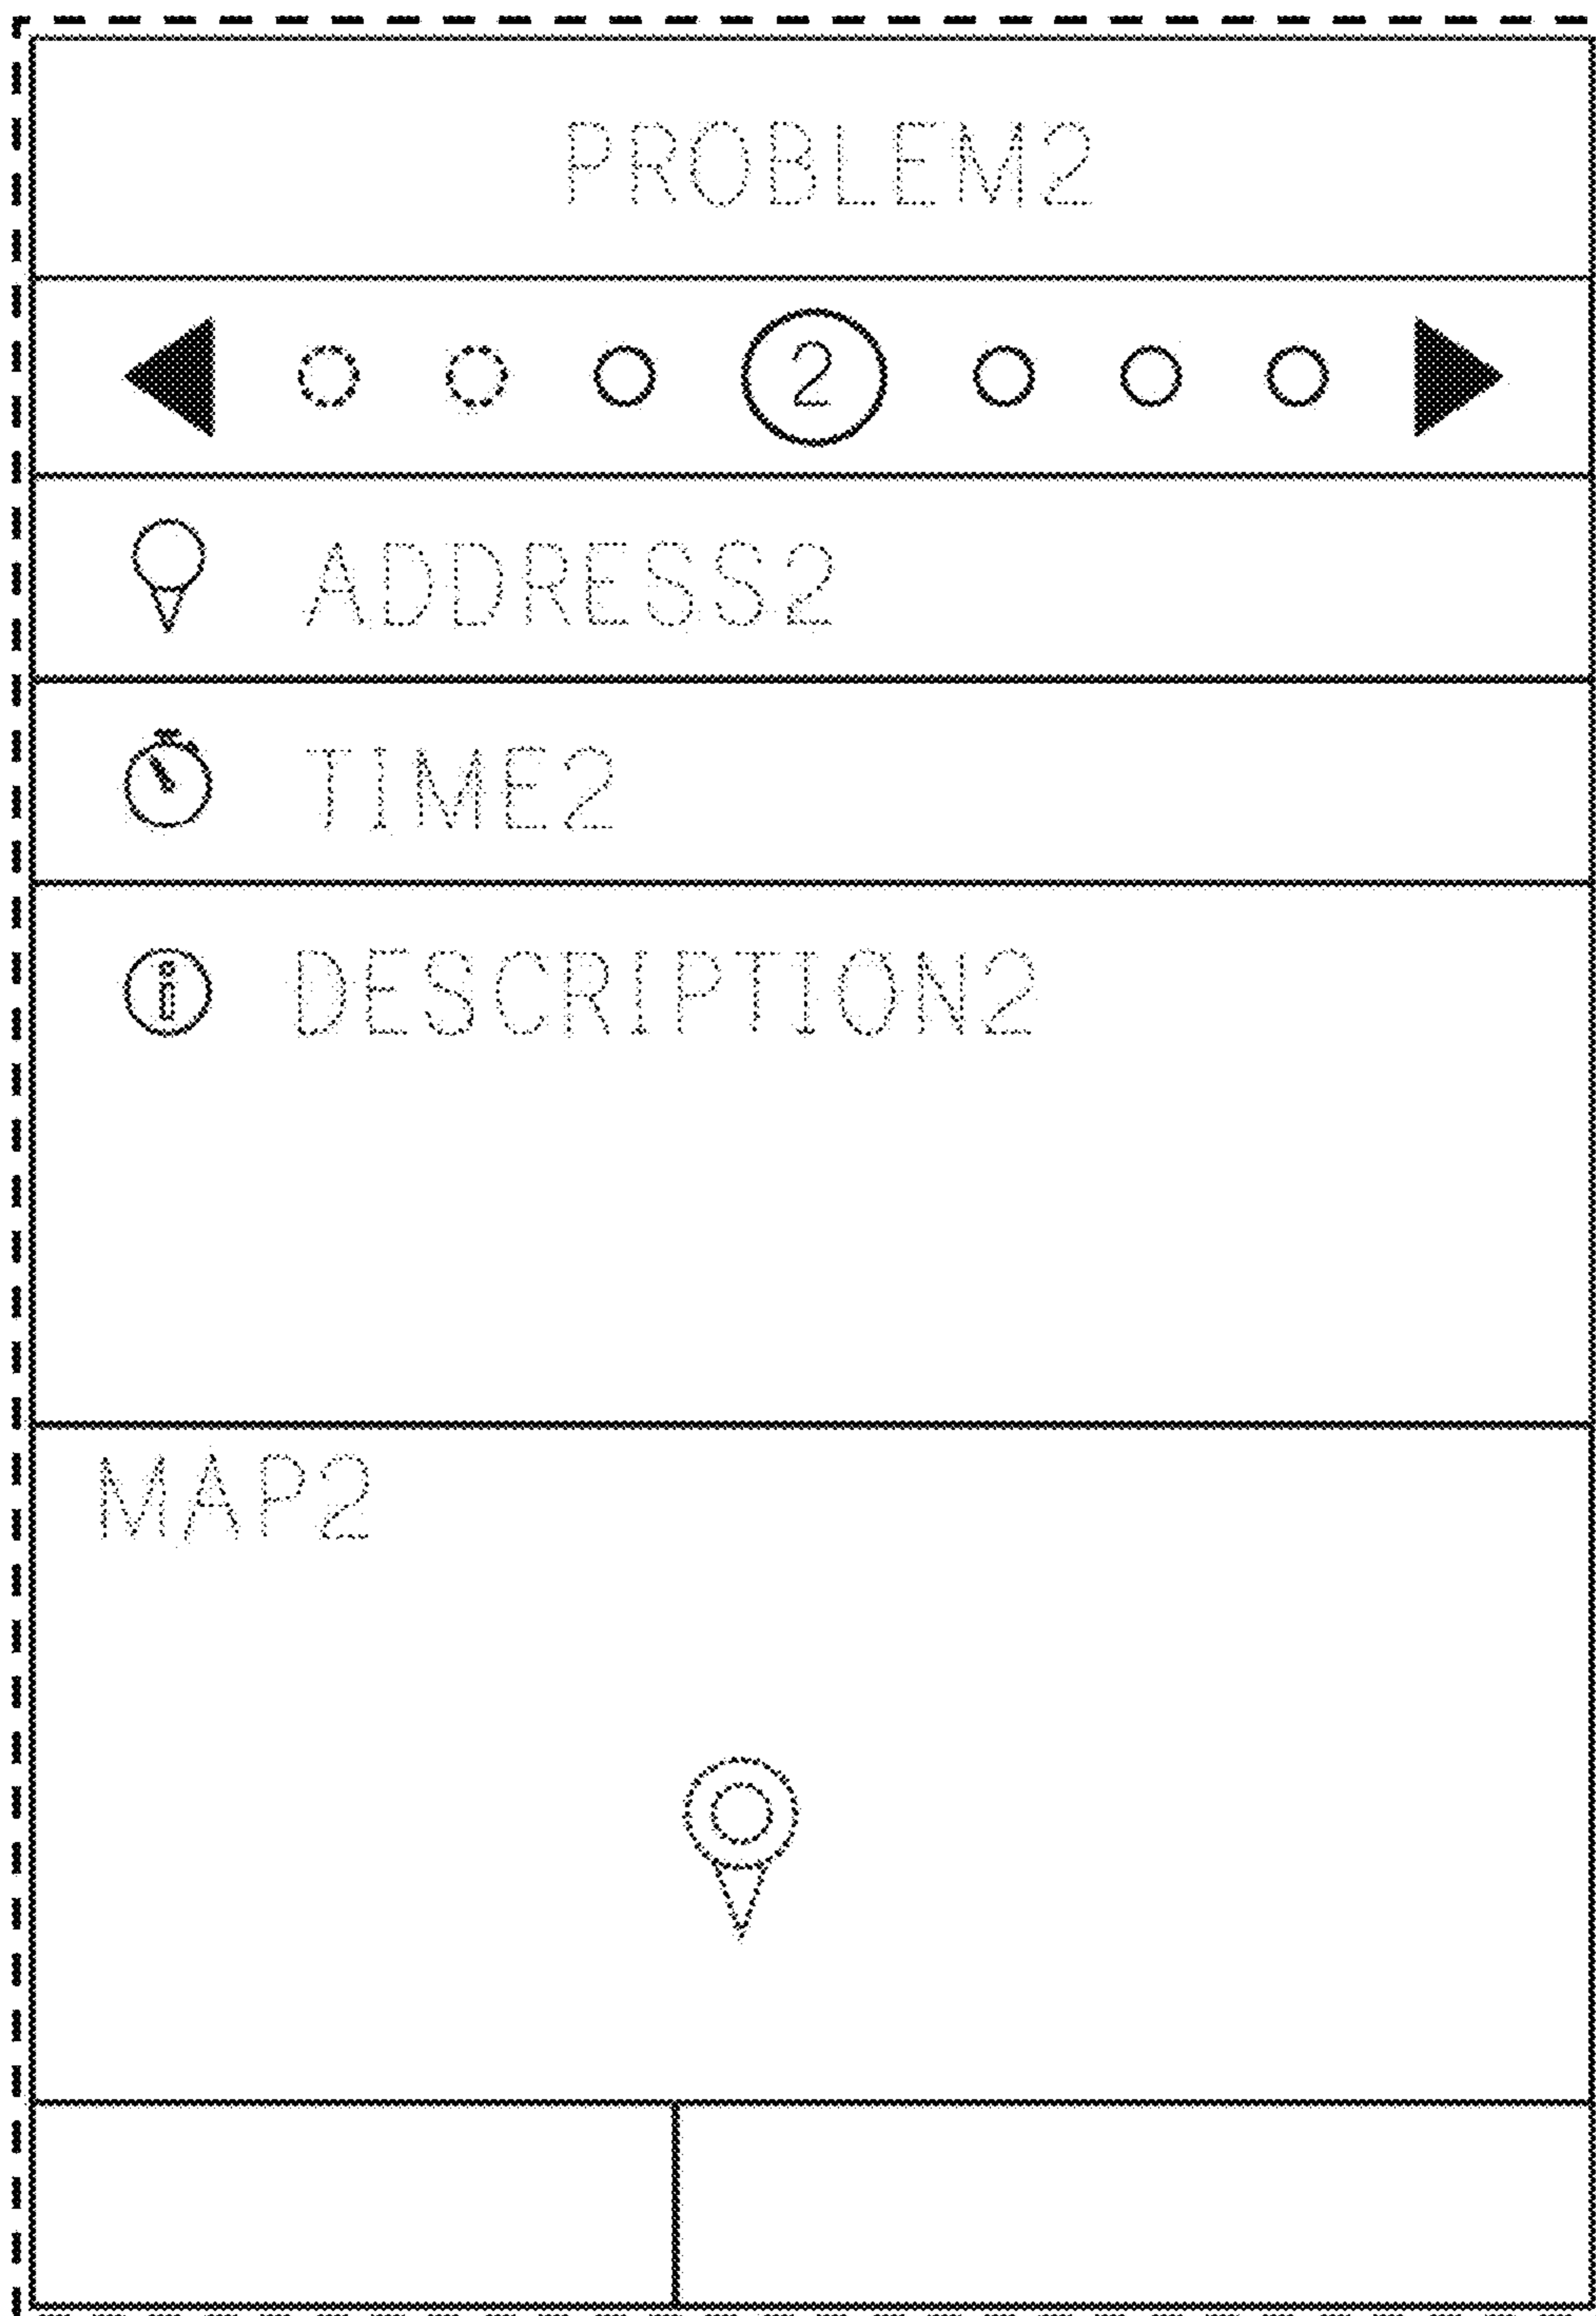 PROBLEM2
2
ADDRESS2
TIME2
i DESCRIPTION2
MAP2